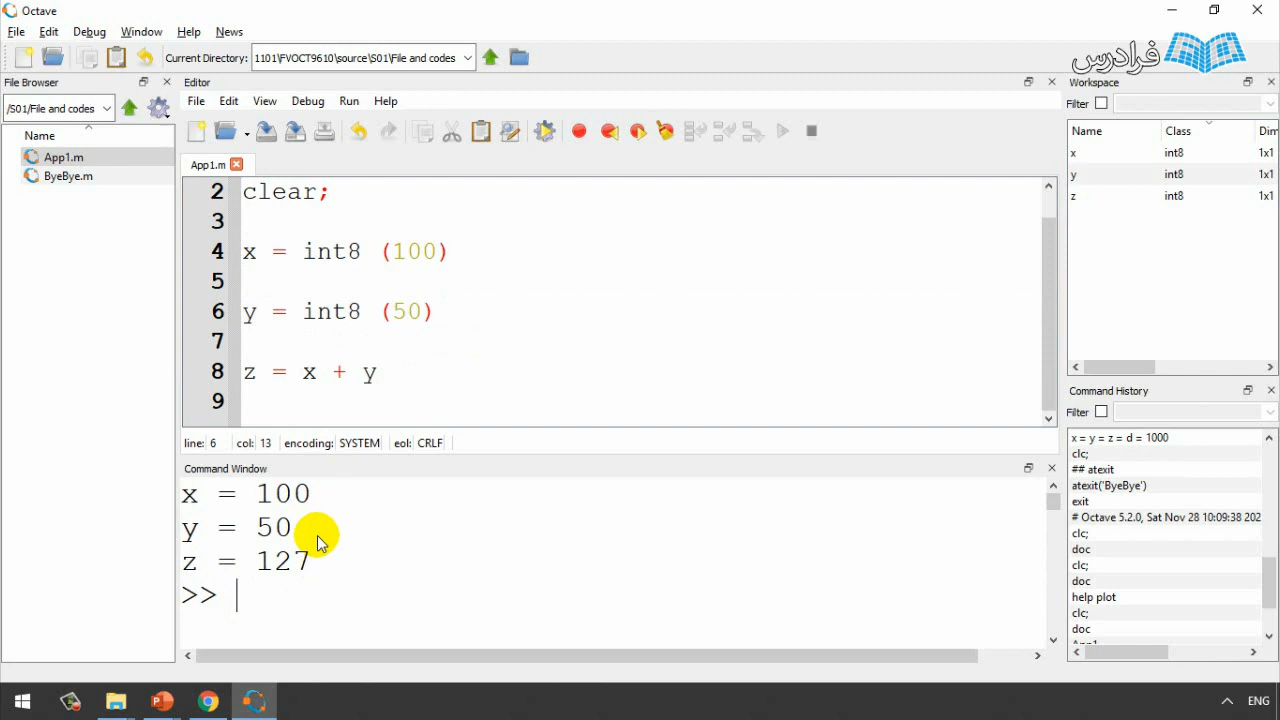 Octave
File Edit Debug Window Help News
Current Directory: 1101\FVOCT9610\source\S01\File and codes
فرادرس
File Browser
/S01/File and codes
Name
App1.m
ByeBye.m
Editor
File Edit View Debug Run Help
App1.m
2 clear;
3
4 x = int8 (100)
5
6 y = int8 (50)
7
8 z = x + y
9
line: 6 col: 13 encoding: SYSTEM eol: CRLF
Command Window
x = 100
y = 50
z = 127
>>
Workspace
Filter
Name Class Dim
x int8 1x1
y int8 1x1
z int8 1x1
Command History
Filter
x = y = z = d = 1000
clc;
## atexit
atexit('ByeBye')
exit
# Octave 5.2.0, Sat Nov 28 10:09:38 202
clc;
doc
clc;
doc
help plot
clc;
doc
App1
ENG